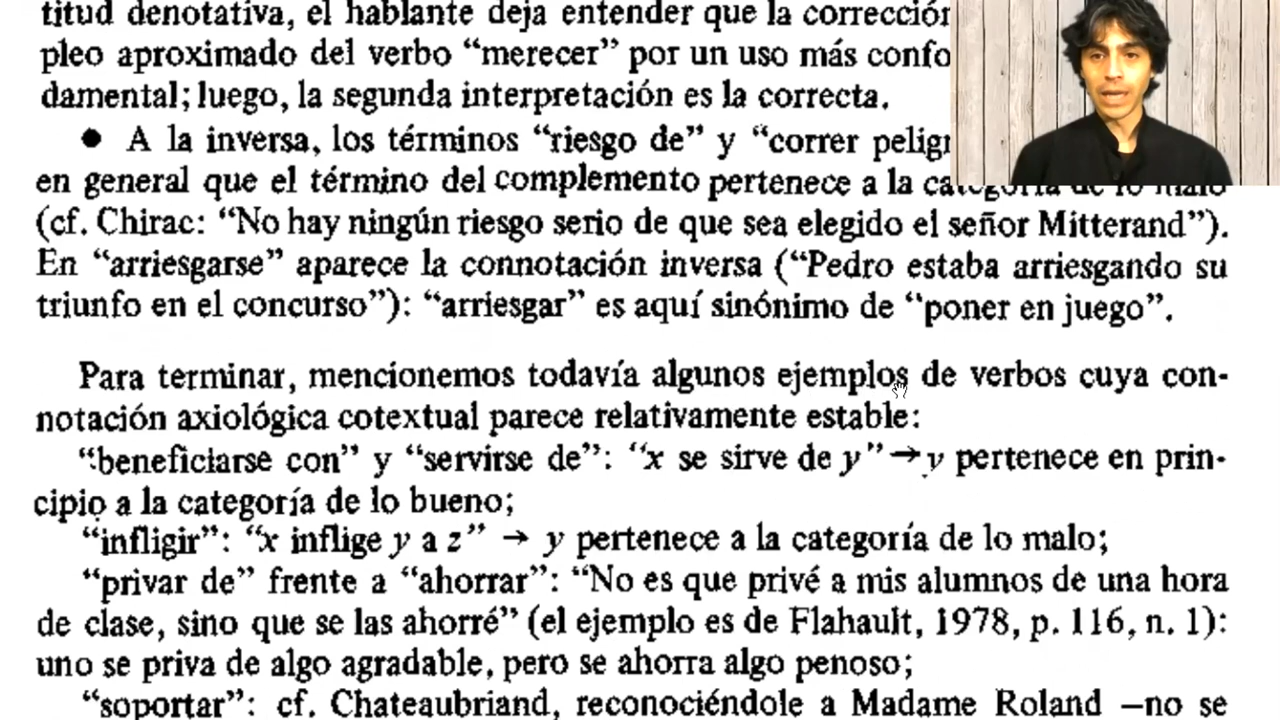 titud denotativa, el hablante deja entender que la corrección
pleo aproximado del verbo “merecer” por un uso más confo
damental; luego, la segunda interpretación es la correcta.
● A la inversa, los términos “riesgo de” y “correr peligr
en general que el término del complemento pertenece a la categoría de lo malo
(cf. Chirac: “No hay ningún riesgo serio de que sea elegido el señor Mitterand”).
En “arriesgarse” aparece la connotación inversa (“Pedro estaba arriesgando su
triunfo en el concurso”): “arriesgar” es aquí sinónimo de “poner en juego”.
Para terminar, mencionemos todavía algunos ejemplos de verbos cuya con-
notación axiológica cotextual parece relativamente estable:
“beneficiarse con” y “servirse de”: “x se sirve de y” → y pertenece en prin-
cipio a la categoría de lo bueno;
“infligir”: “x inflige y a z” → y pertenece a la categoría de lo malo;
“privar de” frente a “ahorrar”: “No es que privé a mis alumnos de una hora
de clase, sino que se las ahorré” (el ejemplo es de Flahault, 1978, p. 116, n. 1):
uno se priva de algo agradable, pero se ahorra algo penoso;
“soportar”: cf. Chateaubriand, reconociéndole a Madame Roland —no se